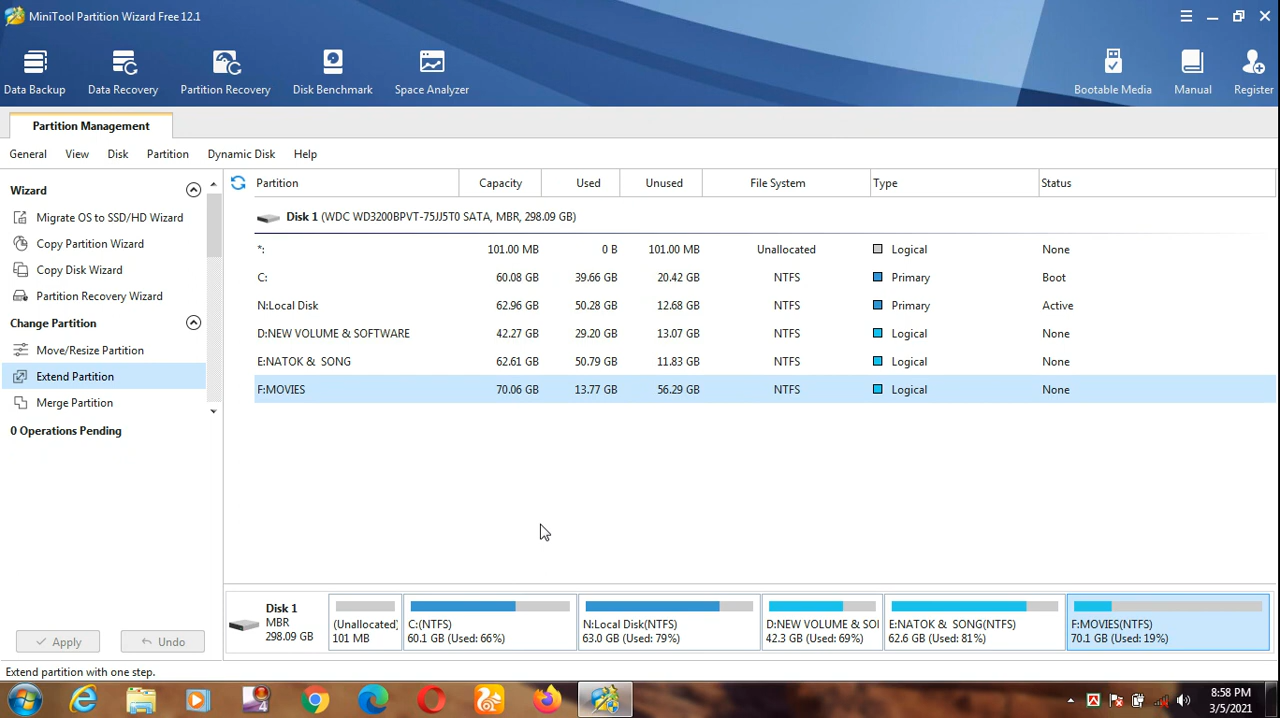 MiniTool Partition Wizard Free 12.1
Data Backup
Data Recovery
Partition Recovery
Disk Benchmark
Space Analyzer
Bootable Media
Manual
Register
Partition Management
General View Disk Partition Dynamic Disk Help
Wizard
Migrate OS to SSD/HD Wizard
Copy Partition Wizard
Copy Disk Wizard
Partition Recovery Wizard
Change Partition
Move/Resize Partition
Extend Partition
Merge Partition
0 Operations Pending
Apply
Undo
Partition Capacity Used Unused File System Type Status
Disk 1 (WDC WD3200BPVT-75JJ5T0 SATA, MBR, 298.09 GB)
*: 101.00 MB 0 B 101.00 MB Unallocated Logical None
C: 60.08 GB 39.66 GB 20.42 GB NTFS Primary Boot
N:Local Disk 62.96 GB 50.28 GB 12.68 GB NTFS Primary Active
D:NEW VOLUME & SOFTWARE 42.27 GB 29.20 GB 13.07 GB NTFS Logical None
E:NATOK & SONG 62.61 GB 50.79 GB 11.83 GB NTFS Logical None
F:MOVIES 70.06 GB 13.77 GB 56.29 GB NTFS Logical None
Disk 1
MBR
298.09 GB
(Unallocated)
101 MB
C:(NTFS)
60.1 GB (Used: 66%)
N:Local Disk(NTFS)
63.0 GB (Used: 79%)
D:NEW VOLUME & SOI
42.3 GB (Used: 69%)
E:NATOK & SONG(NTFS)
62.6 GB (Used: 81%)
F:MOVIES(NTFS)
70.1 GB (Used: 19%)
Extend partition with one step.
4
8:58 PM
3/5/2021